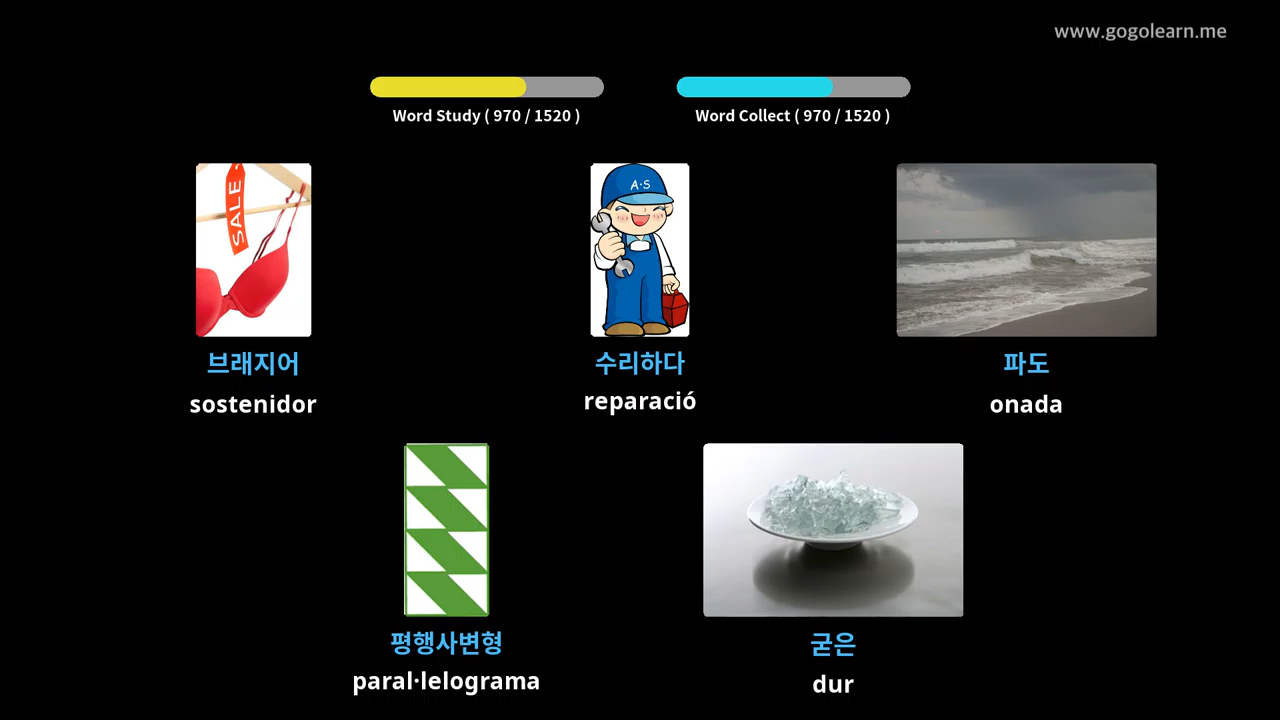 www.gogolearn.me
Word Study ( 970 / 1520 )
Word Collect ( 970 / 1520 )
SALE
A·S
브래지어
수리하다
파도
sostenidor
reparació
onada
평행사변형
굳은
paral·lelograma
dur